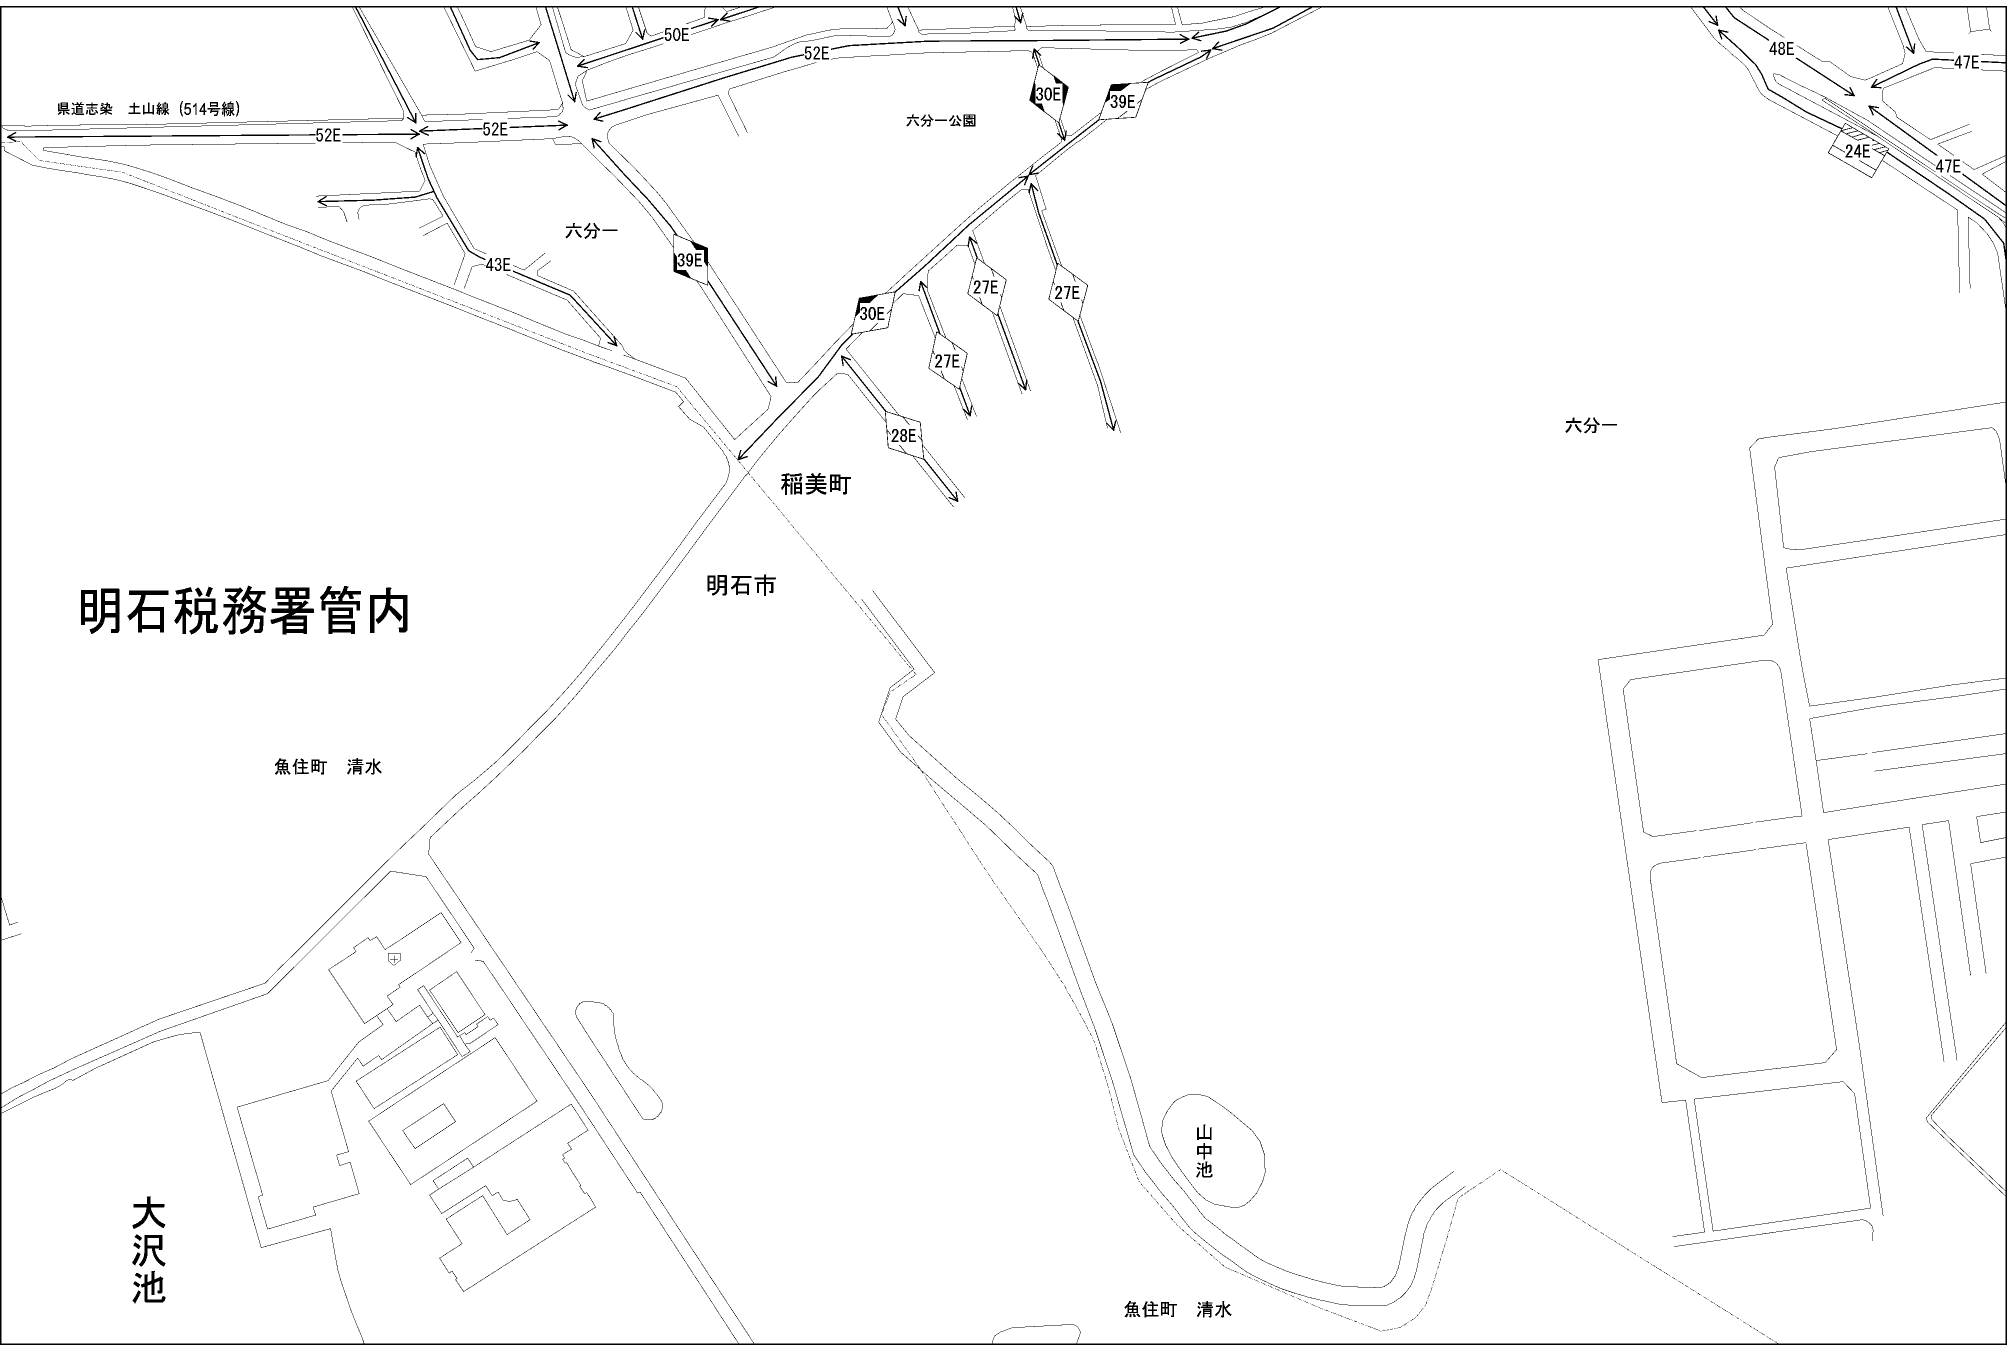 50E
52E
48E
47E
30E
39E
県道志染　土山線（514号線）
六分一公園
52E
52E
24E
47E
六分一
39E
43E
27E
27E
30E
27E
28E
六分一
稲美町
明石市
明石税務署管内
魚住町　清水
山中池
大沢池
魚住町　清水